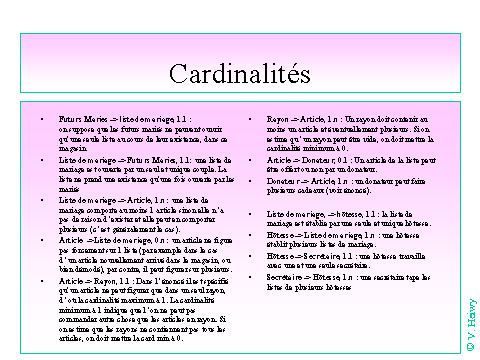 Cardinalités
• Futurs Maries –> liste de mariage, 1.1 :
on suppose que les futurs mariés ne peuvent ouvrir
qu'une seule liste au cours de leur existence, dans ce
magasin
• Liste de mariage –> Futurs Maries, 1.1: une liste de
mariage est ouverte par un seul et unique couple. La
liste ne prend une existence qu'une fois ouverte par les
mariés
• Liste de mariage –> Article, 1.n : une liste de
mariage comporte au moins 1 article sinon elle n'a
pas de raison d'exister et elle peut en comporter
plusieurs (c'est généralement le cas).
• Article –>Liste de mariage, 0.n : un article ne figure
pas forcément sur 1 liste (par exemple dans le cas
d'un article nouvellement arrivé dans le magasin, ou
bien démodé), par contre, il peut figurer sur plusieurs.
• Article –> Rayon, 1.1 : Dans l'énoncé il est spécifié
qu'un article ne peut figurer que dans un seul rayon,
d'où la cardinalité maximum à 1. La cardinalité
minimum à 1 indique que l'on ne peut pas
commander autre chose que les articles en rayon. Si
on estime que les rayons ne contiennent pas tous les
articles, on doit mettre la card min à 0.
• Rayon –> Article, 1.n : Un rayon doit contenir au
moins un article et éventuellement plusieurs. Si on
estime qu'un rayon peut être vide, on doit mettre la
cardinalité minimum à 0.
• Article –> Donateur, 0.1 : Un article de la liste peut
être offert ou non par un donateur.
• Donateur –> Article, 1.n : un donateur peut faire
plusieurs cadeaux (voir énoncé).
• Liste de mariage, –> hôtesse, 1.1 : la liste de
mariage est établie par une seule et unique hôtesse.
• Hôtesse –> Liste de mariage, 1.n : une hôtesse
établit plusieurs listes de mariage.
• Hôtesse –> Secrétaire, 1.1 : une hôtesse travaille
avec une et une seule secrétaire.
• Secrétaire –> Hôtesse, 1.n : une secrétaire tape les
listes de plusieurs hôtesses
© V. Heiwy